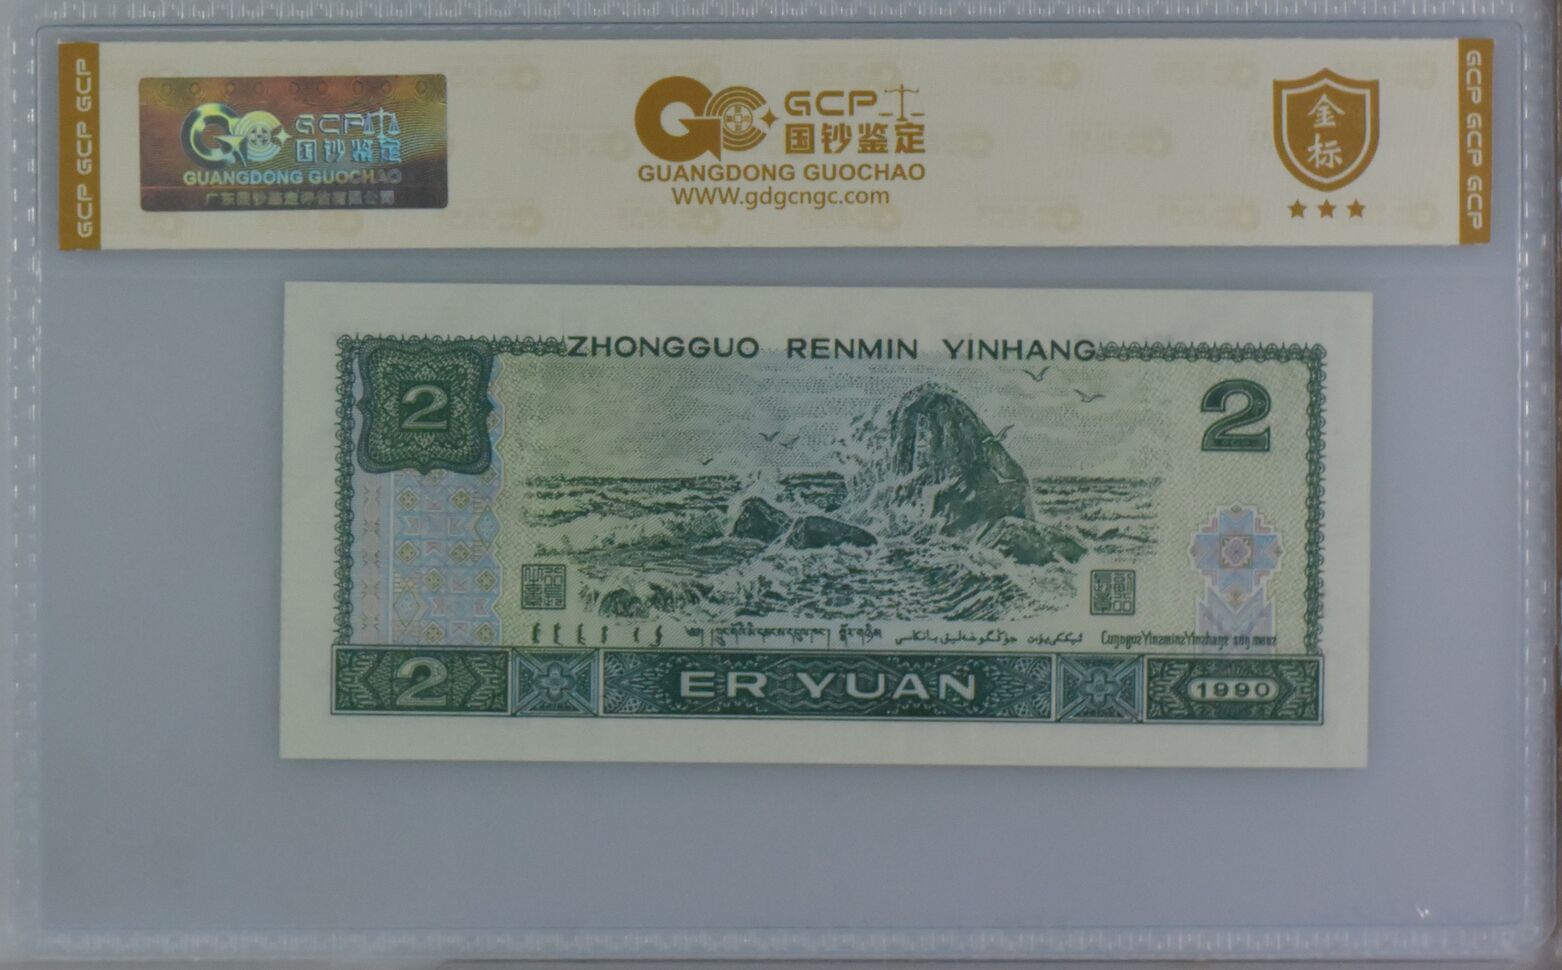 GCP GCP GCP
GCP
国钞鉴定
GUANGDONG GUOCHAO
广东国钞鉴定评估有限公司
GCP
国钞鉴定
GUANGDONG GUOCHAO
WWW.gdgcngc.com
金标
GCP GCP GCP
ZHONGGUO RENMIN YINHANG
2
2
2
ER YUAN
1990